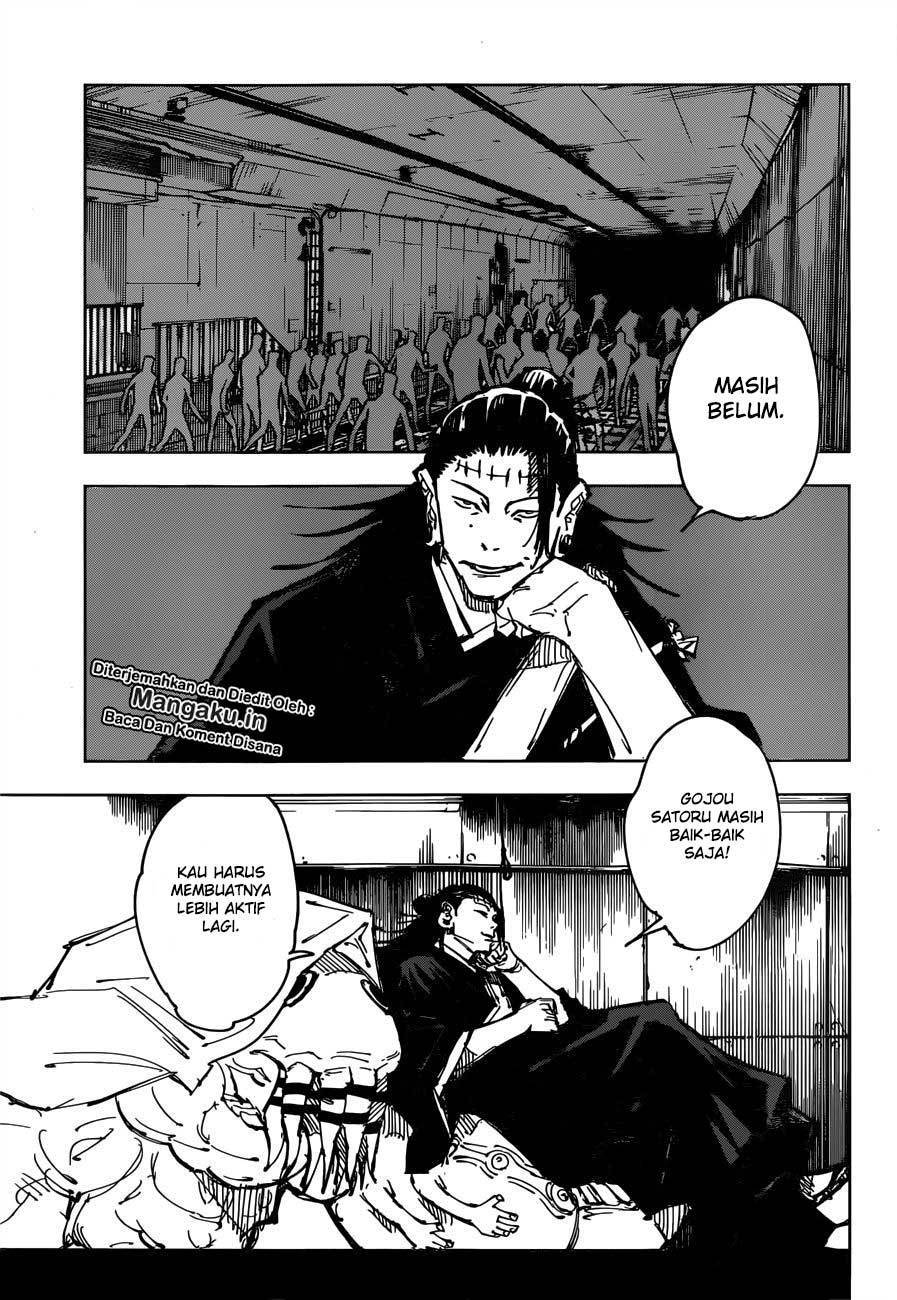 MASIH
BELUM.
Diterjemahkan dan Diedit Oleh :
Mangaku.in
Baca Dan Koment Disana
GOJOU
SATORU MASIH
BAIK-BAIK
SAJA!
KAU HARUS
MEMBUATNYA
LEBIH AKTIF
LAGI.